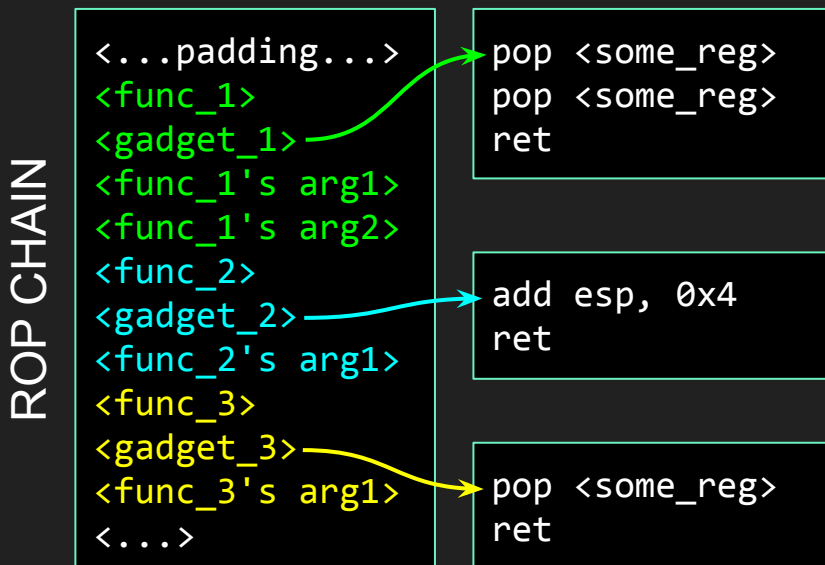 ROP CHAIN
<...padding...>
<func_1>
<gadget_1>
<func_1's arg1>
<func_1's arg2>
<func_2>
<gadget_2>
<func_2's arg1>
<func_3>
<gadget_3>
<func_3's arg1>
<...>
pop <some_reg>
pop <some_reg>
ret
add esp, 0x4
ret
pop <some_reg>
ret